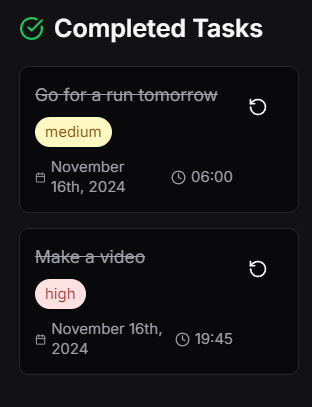 Completed Tasks
Go for a run tomorrow
medium
November
16th, 2024
06:00
Make a video
high
November 16th,
2024
19:45